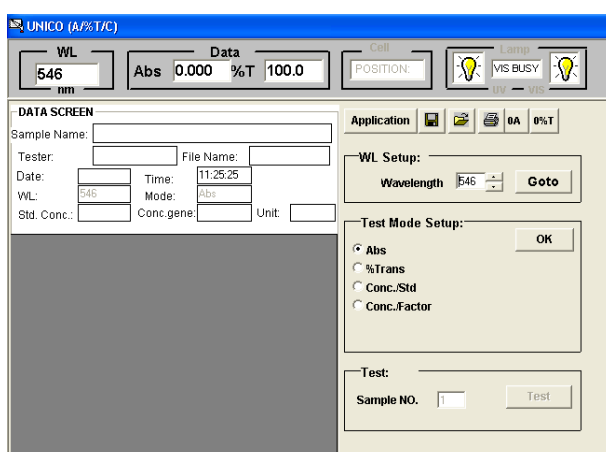 UNICO (A/%T/C)
WL Data Cell Lamp
546 Abs 0.000 %T 100.0 POSITION: VIS BUSY
nm UV — VIS
DATA SCREEN
Sample Name:
Tester: File Name:
Date: Time: 11:25:25
WL: 546 Mode: Abs
Std. Conc.: Conc.gene: Unit:
Application 0A 0%T
WL Setup:
Wavelength 546 Goto
Test Mode Setup:
OK
Abs
%Trans
Conc./Std
Conc./Factor
Test:
Sample NO. 1 Test